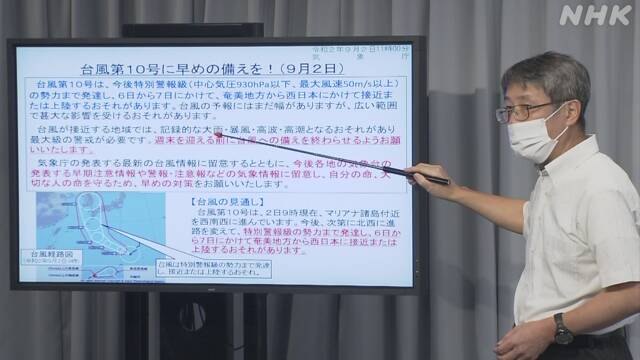 NHK
令和2年9月2日11時00分
気象庁
台風第10号に早めの備えを！(9月2日)
台風第10号は、今後特別警報級(中心気圧930hPa以下、最大風速50m/s以上)
の勢力まで発達し、6日から7日にかけて、奄美地方から西日本にかけて接近ま
たは上陸するおそれがあります。台風の予報にはまだ幅がありますが、広い範囲
で甚大な影響を受けるおそれがあります。
台風が接近する地域では、記録的な大雨・暴風・高波・高潮となるおそれがあり
最大級の警戒が必要です。週末を迎える前に台風への備えを終わらせるようお願
いいたします。
気象庁の発表する最新の台風情報に留意するとともに、今後各地の気象台の
発表する早期注意情報や警報・注意報などの気象情報に留意し、自分の命、大
切な人の命を守るため、早めの対策をお願いいたします。
【台風の見通し】
台風第10号は、2日9時現在、マリアナ諸島付近
を西南西に進んでいます。今後、次第に北西に進
路を変えて、特別警報級の勢力まで発達し、6日か
ら7日にかけて奄美地方から西日本に接近または
上陸するおそれがあります。
台風経路図
台風は特別警報級の勢力まで発達
し、接近または上陸するおそれ。